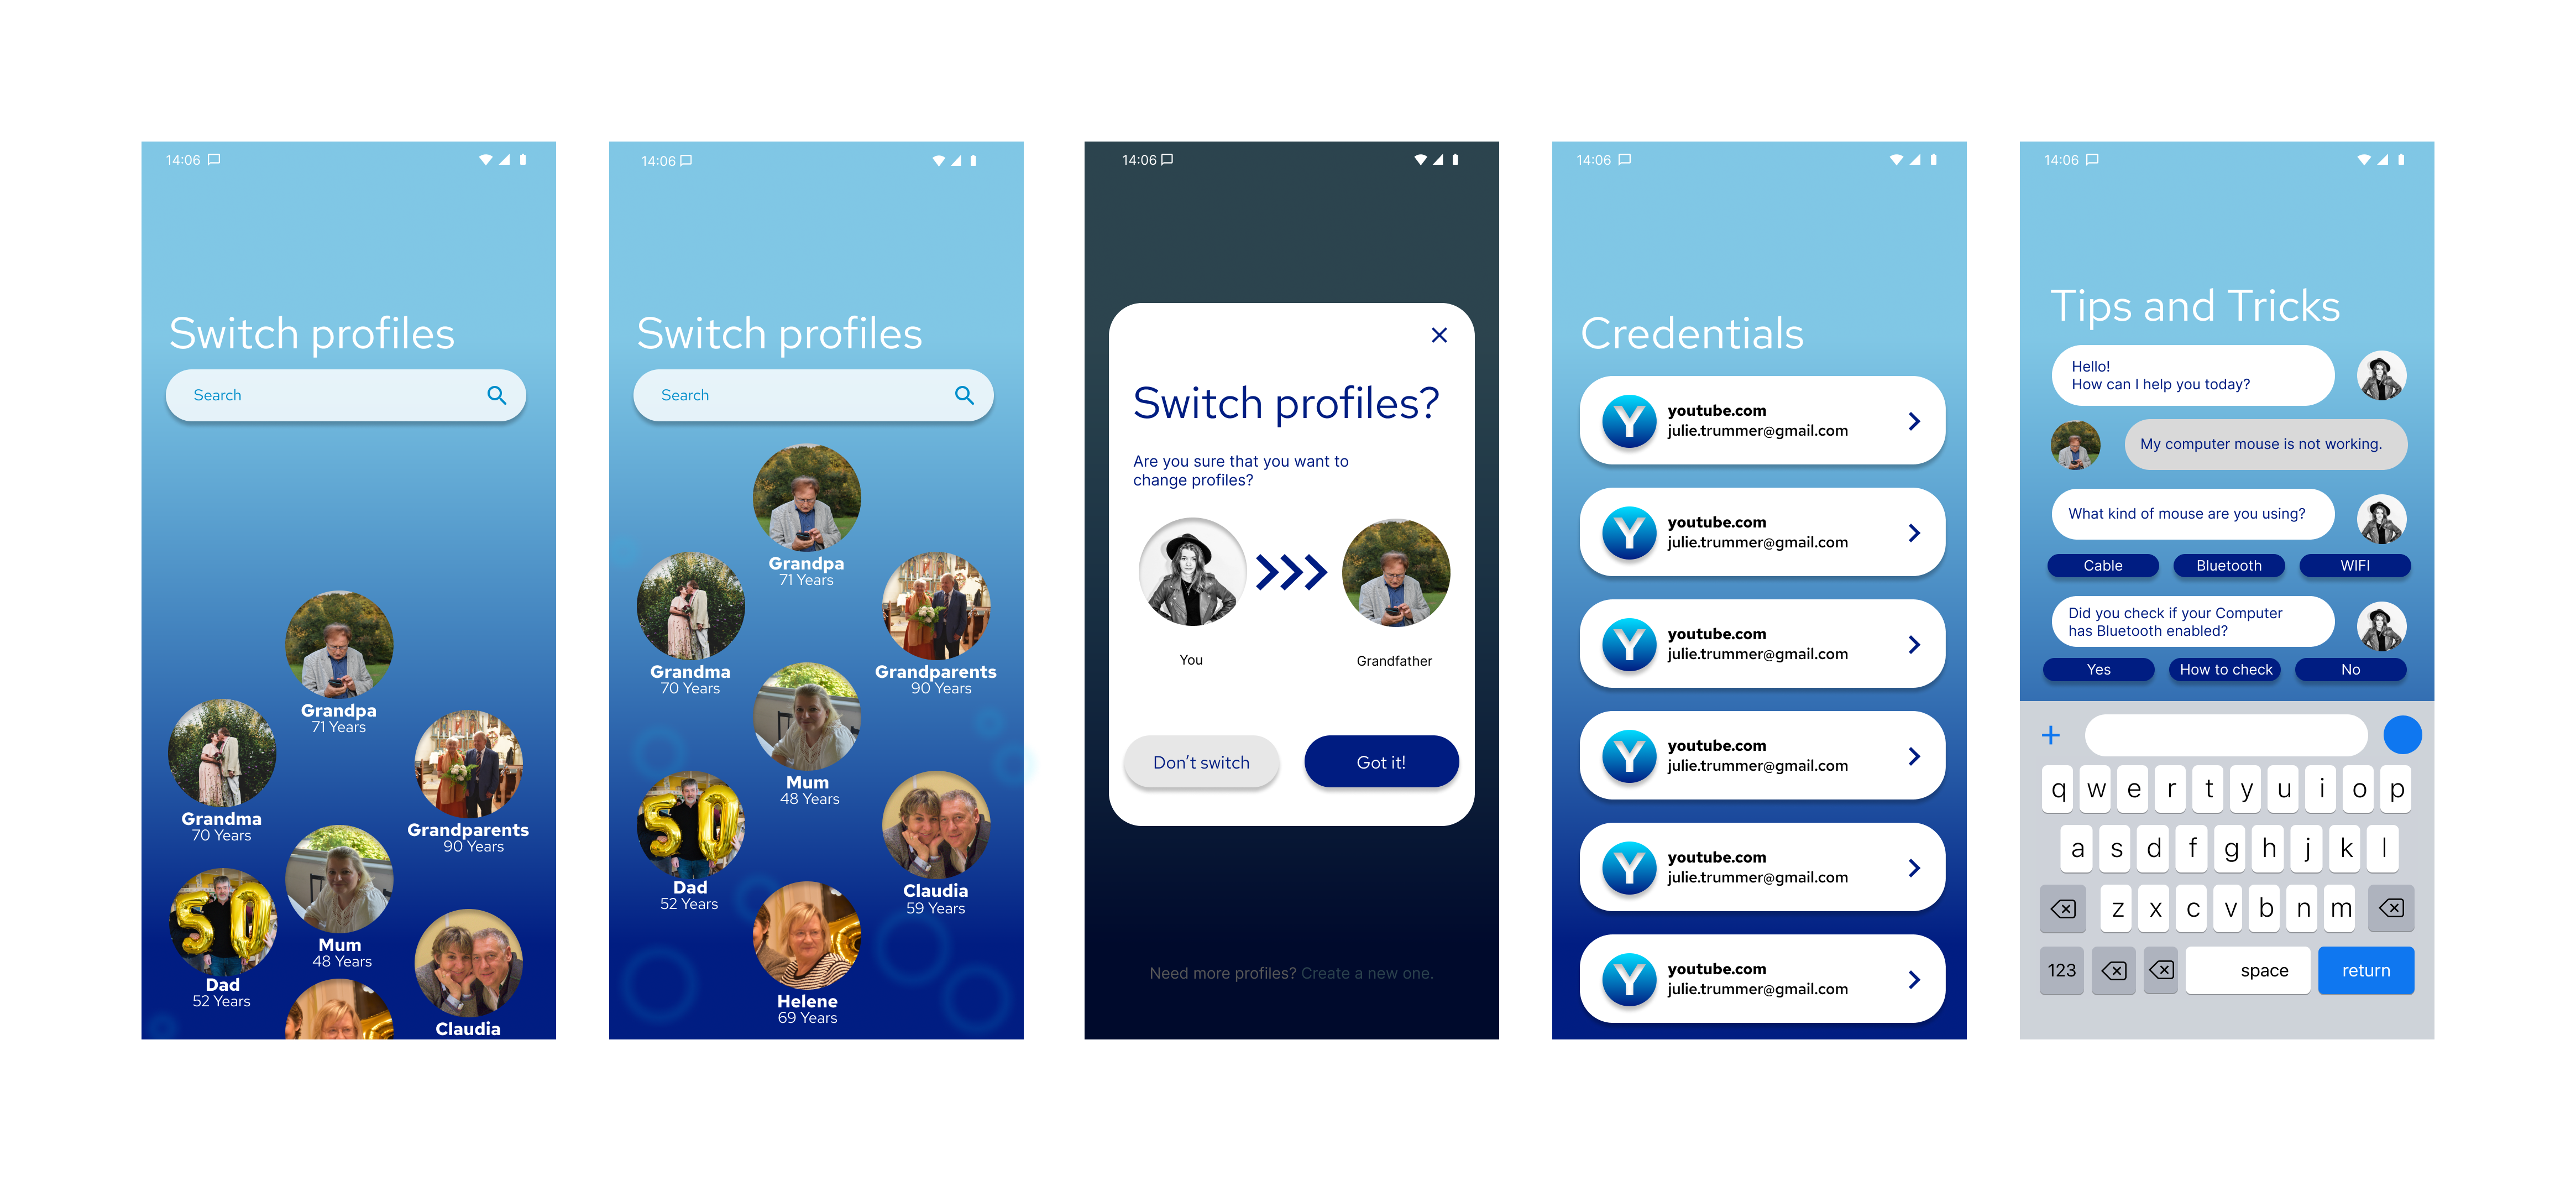 14:06
Switch profiles
Search
Grandpa
71 Years
Grandma
70 Years
Grandparents
90 Years
50
Mum
48 Years
Dad
52 Years
Claudia
14:06
Switch profiles
Search
Grandpa
71 Years
Grandma
70 Years
Grandparents
90 Years
50
Mum
48 Years
Dad
52 Years
Claudia
59 Years
Helene
69 Years
14:06
Switch profiles?
Are you sure that you want to
change profiles?
You
Grandfather
Don’t switch
Got it!
Need more profiles? Create a new one.
14:06
Credentials
Y
youtube.com
julie.trummer@gmail.com
Y
youtube.com
julie.trummer@gmail.com
Y
youtube.com
julie.trummer@gmail.com
Y
youtube.com
julie.trummer@gmail.com
Y
youtube.com
julie.trummer@gmail.com
Y
youtube.com
julie.trummer@gmail.com
14:06
Tips and Tricks
Hello!
How can I help you today?
My computer mouse is not working.
What kind of mouse are you using?
Cable Bluetooth WIFI
Did you check if your Computer
has Bluetooth enabled?
Yes How to check No
+
q w e r t y u i o p
a s d f g h j k l
z x c v b n m
123 space return